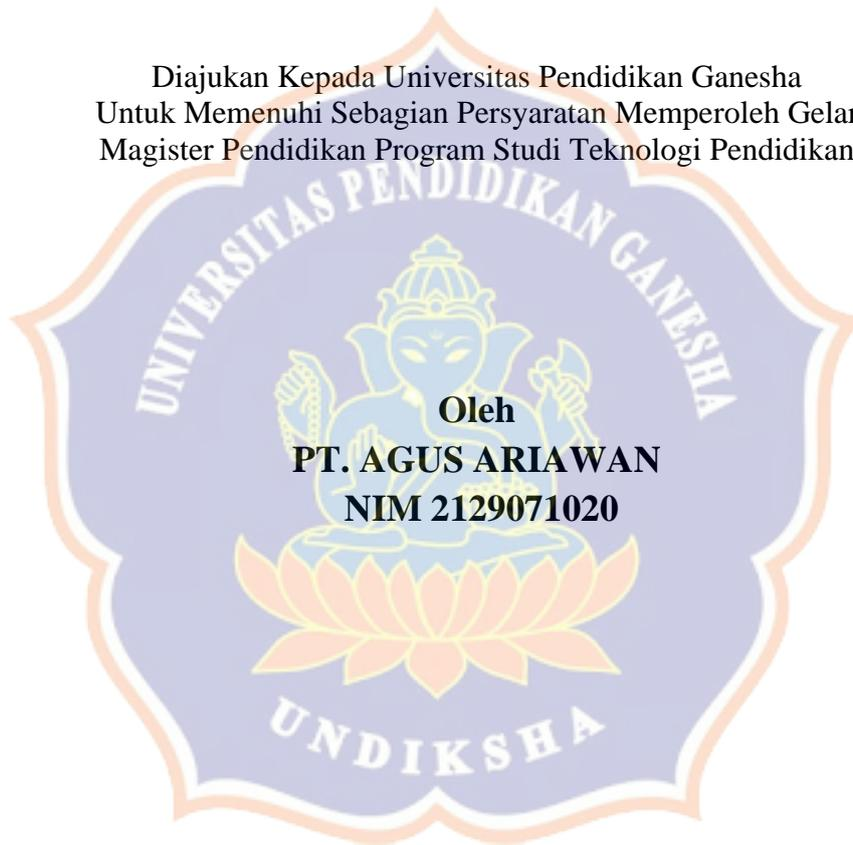 Diajukan Kepada Universitas Pendidikan Ganesha
Untuk Memenuhi Sebagian Persyaratan Memperoleh Gelar
Magister Pendidikan Program Studi Teknologi Pendidikan
UNIVERSITAS PENDIDIKAN GANESHA
Oleh
PT. AGUS ARIAWAN
NIM 2129071020
UNDIKSHA